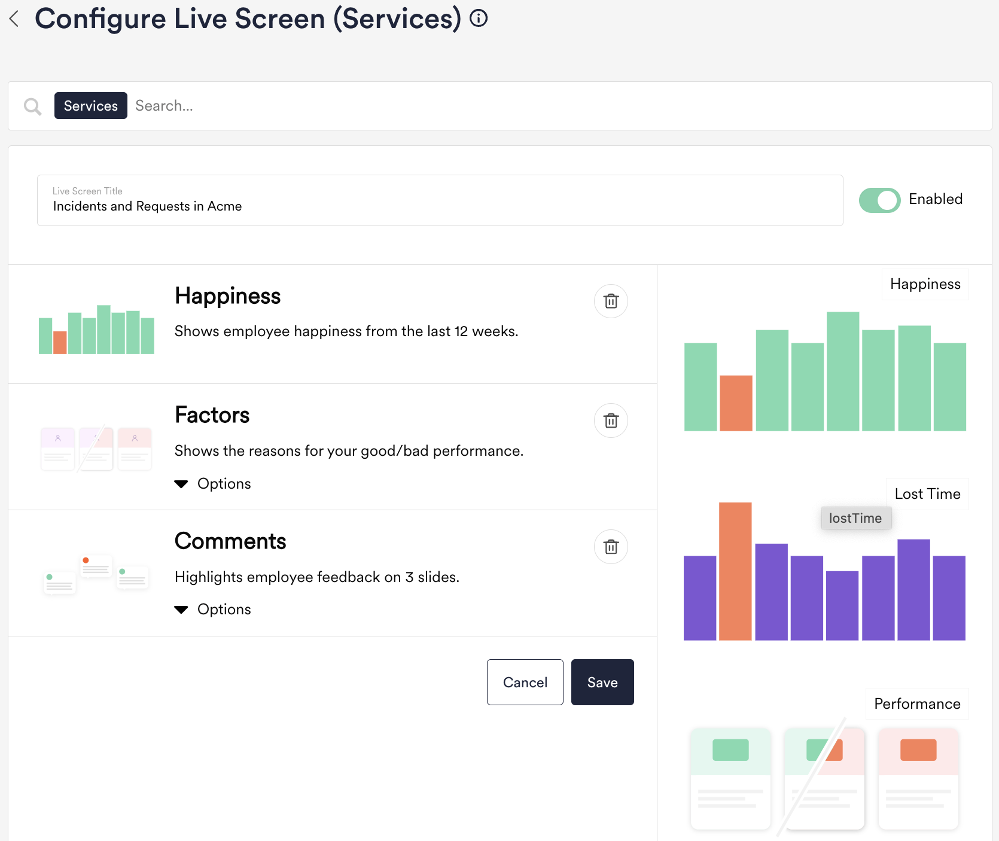 Configure Live Screen (Services)
Services Search...
Live Screen Title
Incidents and Requests in Acme
Enabled
Happiness
Shows employee happiness from the last 12 weeks.
Factors
Shows the reasons for your good/bad performance.
Options
Comments
Highlights employee feedback on 3 slides.
Options
Cancel Save
Happiness
Lost Time
lostTime
Performance